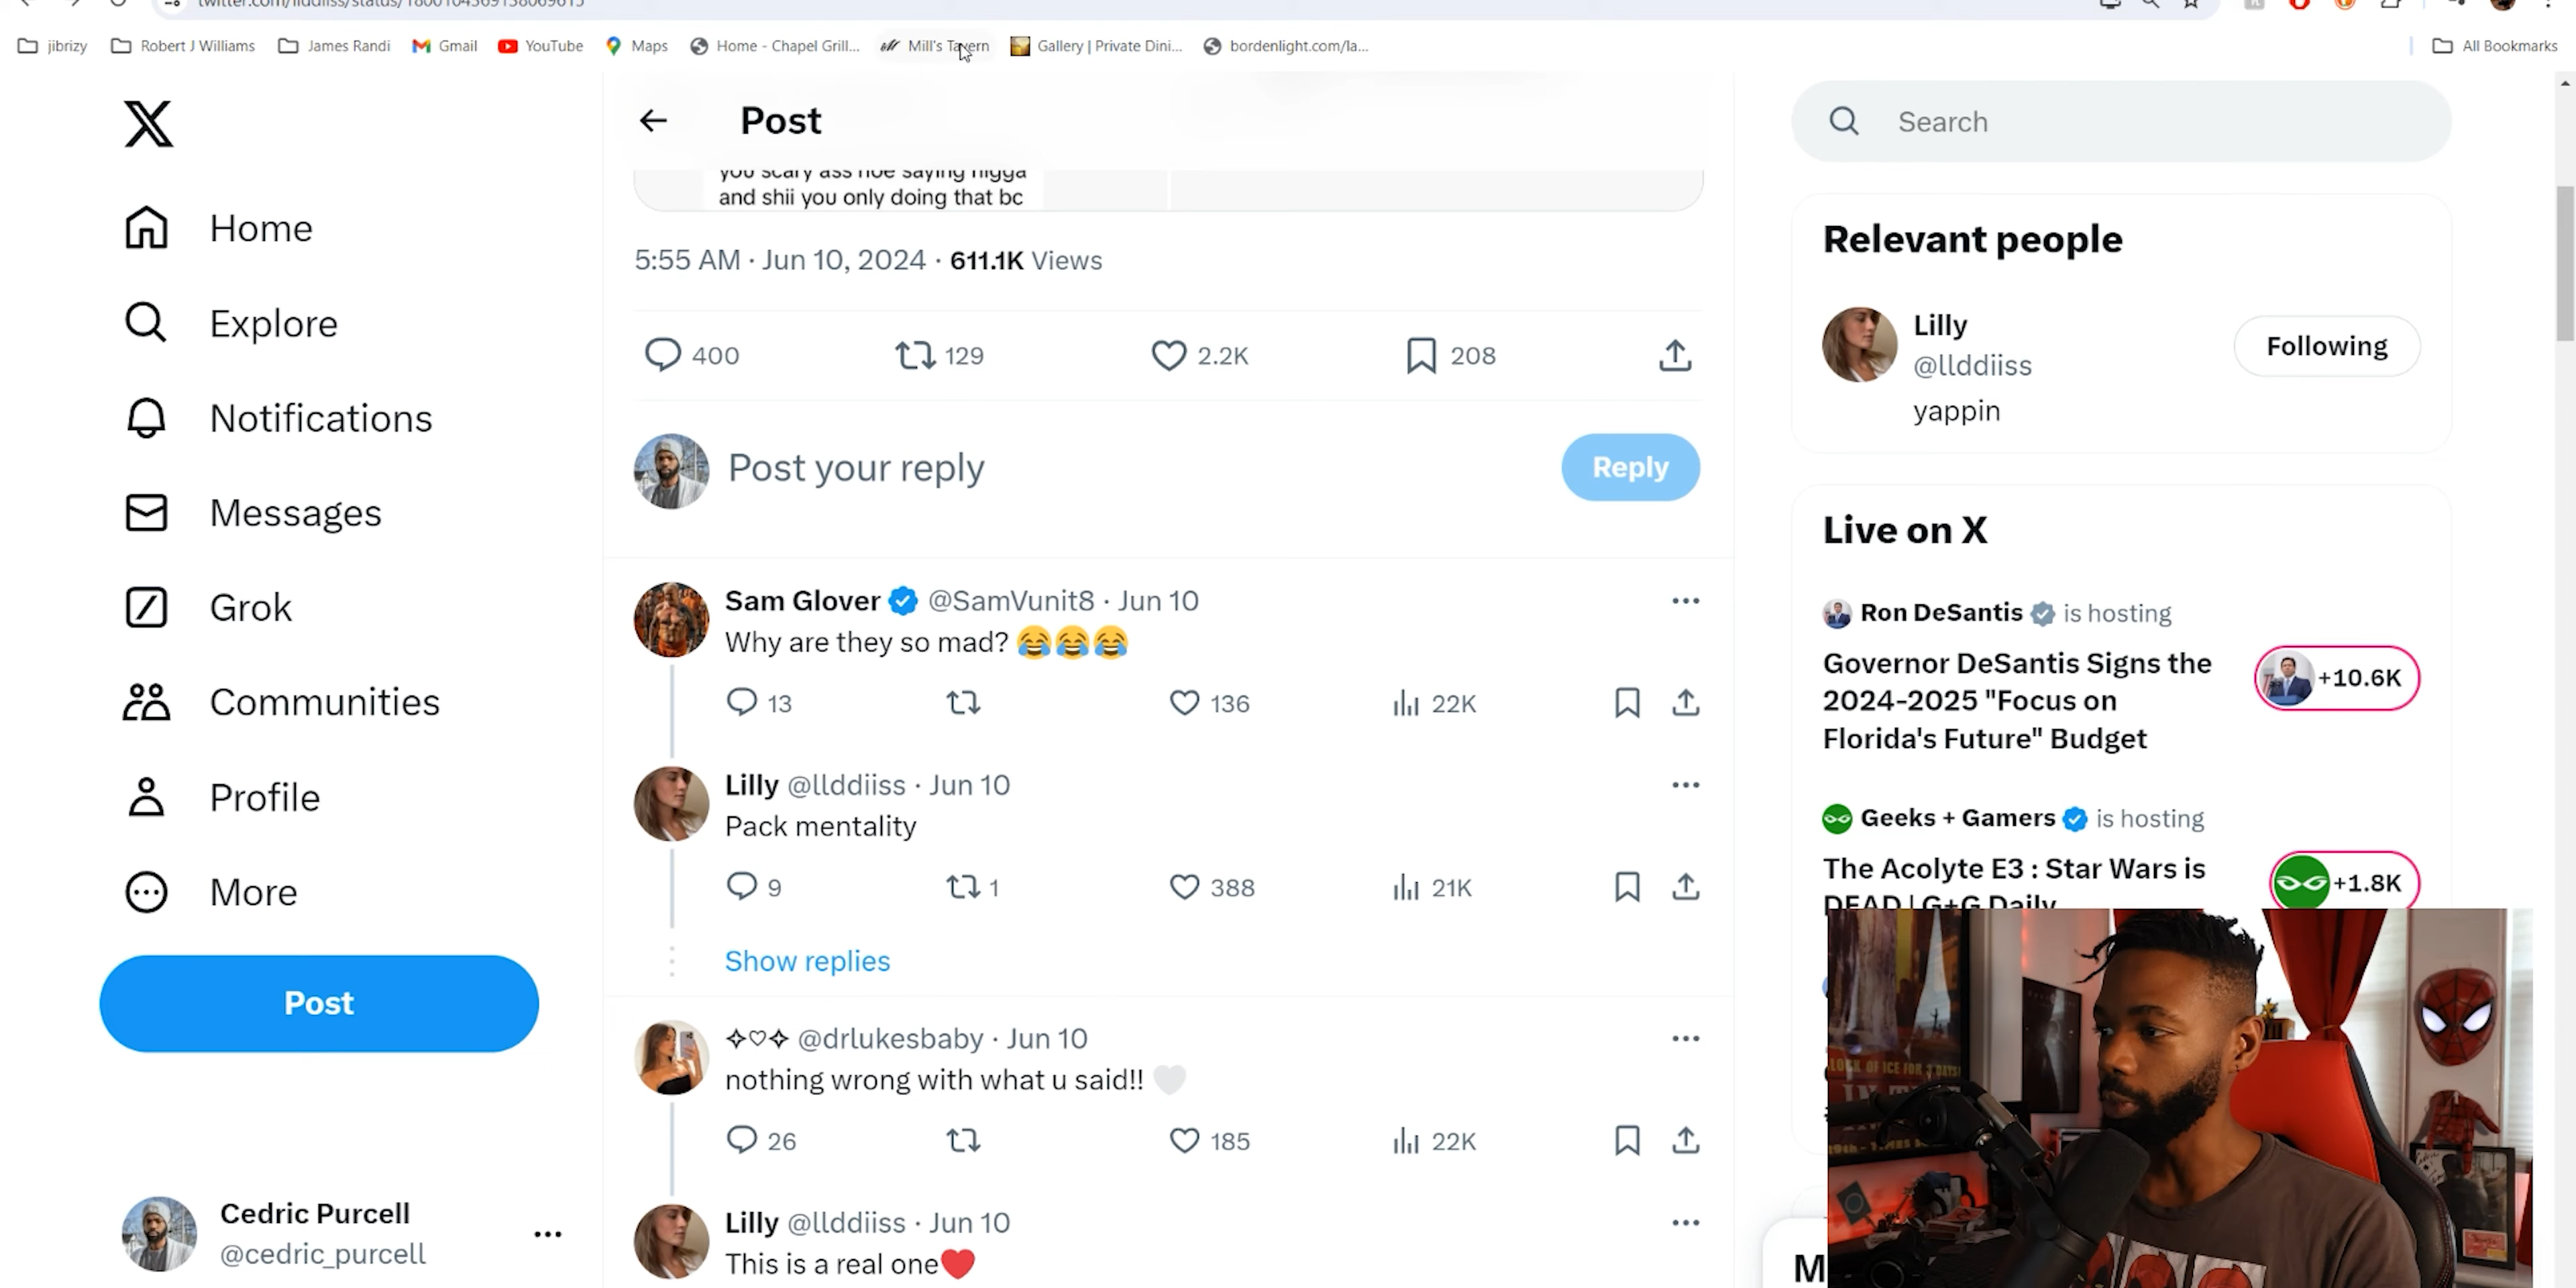 twitter.com/llddiiss/status/1800104369138069615
jibrizy
Robert J Williams
James Randi
Gmail
YouTube
Maps
Home - Chapel Grill...
Mill's Tavern
Gallery | Private Dini...
bordenlight.com/la...
All Bookmarks
Home
Explore
Notifications
Messages
Grok
Communities
Profile
More
Post
Cedric Purcell
@cedric_purcell
Post
you scary ass hoe saying nigga
and shii you only doing that bc
5:55 AM · Jun 10, 2024 · 611.1K Views
400 129 2.2K 208
Post your reply
Reply
Sam Glover @SamVunit8 · Jun 10
Why are they so mad? 😂😂😂
13 136 22K
Lilly @llddiiss · Jun 10
Pack mentality
9 1 388 21K
Show replies
✧♡✧ @drlukesbaby · Jun 10
nothing wrong with what u said!! 🤍
26 185 22K
Lilly @llddiiss · Jun 10
This is a real one❤️
Search
Relevant people
Lilly
@llddiiss
Following
yappin
Live on X
Ron DeSantis is hosting
Governor DeSantis Signs the
2024-2025 "Focus on
Florida's Future" Budget
+10.6K
Geeks + Gamers is hosting
The Acolyte E3 : Star Wars is
DEAD | G+G Daily
+1.8K